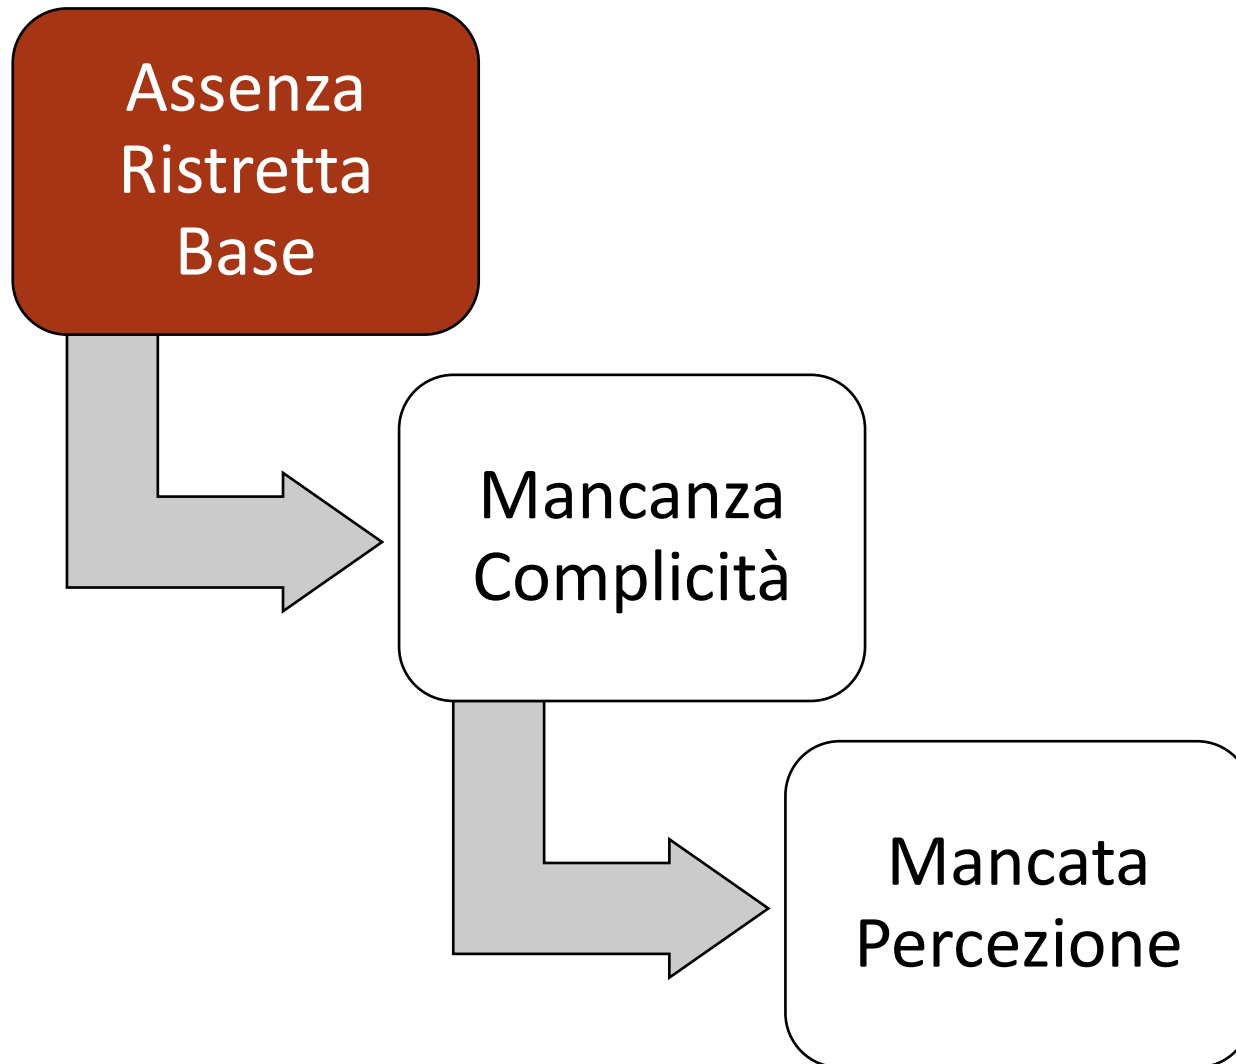 Assenza
Ristretta
Base
Mancanza
Complicità
Mancata
Percezione